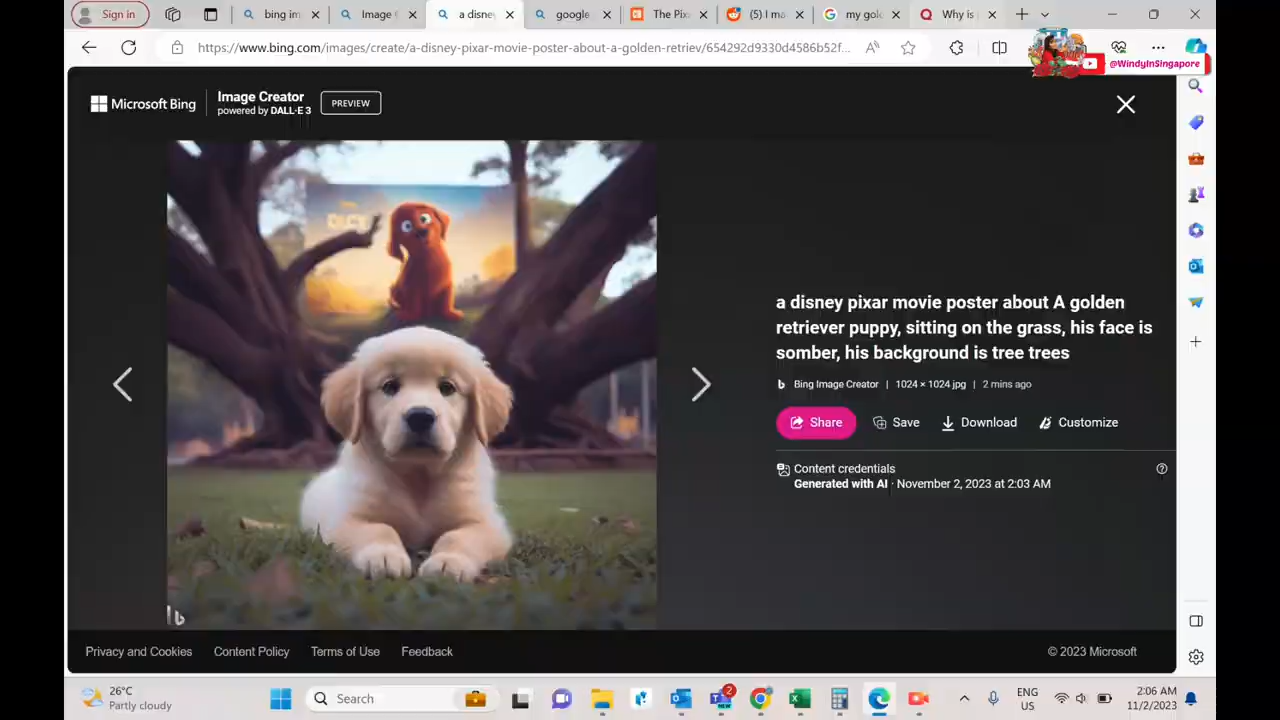 Sign in
bing im
Image (
a disney
google
The Pix
(5) I ma
my gol
Why is
https://www.bing.com/images/create/a-disney-pixar-movie-poster-about-a-golden-retriev/654292d9330d4586b52f...
@WindyInSingapore
Microsoft Bing
Image Creator
powered by DALL·E 3
PREVIEW
a disney pixar movie poster about A golden
retriever puppy, sitting on the grass, his face is
somber, his background is tree trees
Bing Image Creator | 1024 × 1024 jpg | 2 mins ago
Share
Save
Download
Customize
Content credentials
Generated with AI · November 2, 2023 at 2:03 AM
Privacy and Cookies
Content Policy
Terms of Use
Feedback
© 2023 Microsoft
26°C
Partly cloudy
Search
2
NEW
ENG
US
2:06 AM
11/2/2023